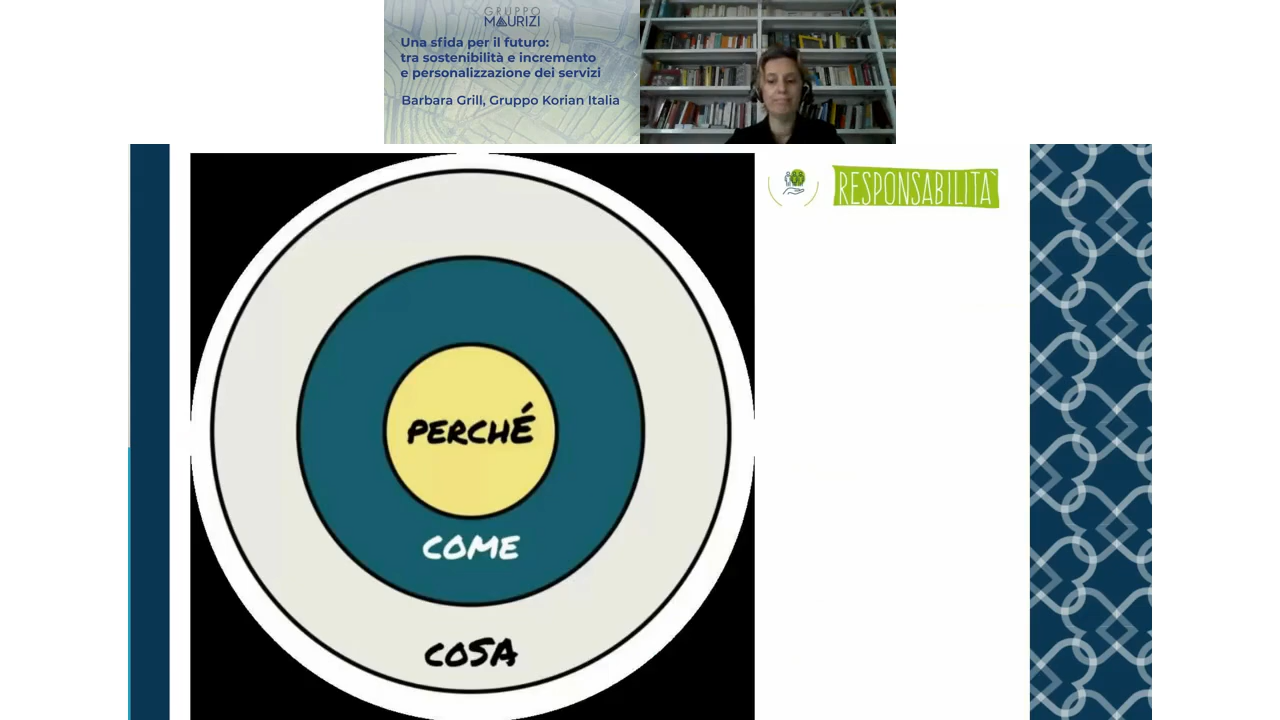 GRUPPO
MAURIZI
Una sfida per il futuro:
tra sostenibilità e incremento
e personalizzazione dei servizi
Barbara Grill, Gruppo Korian Italia
RESPONSABILITÀ
PERCHÉ
COME
COSA